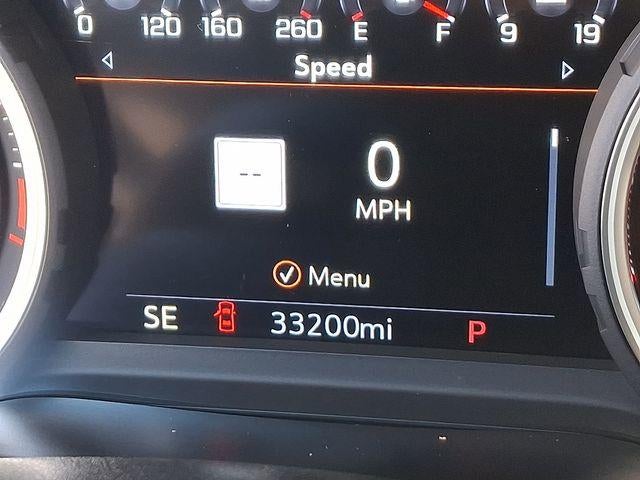 0 120 160 260 E F 9 19
Speed
--
0
MPH
Menu
SE 33200mi P